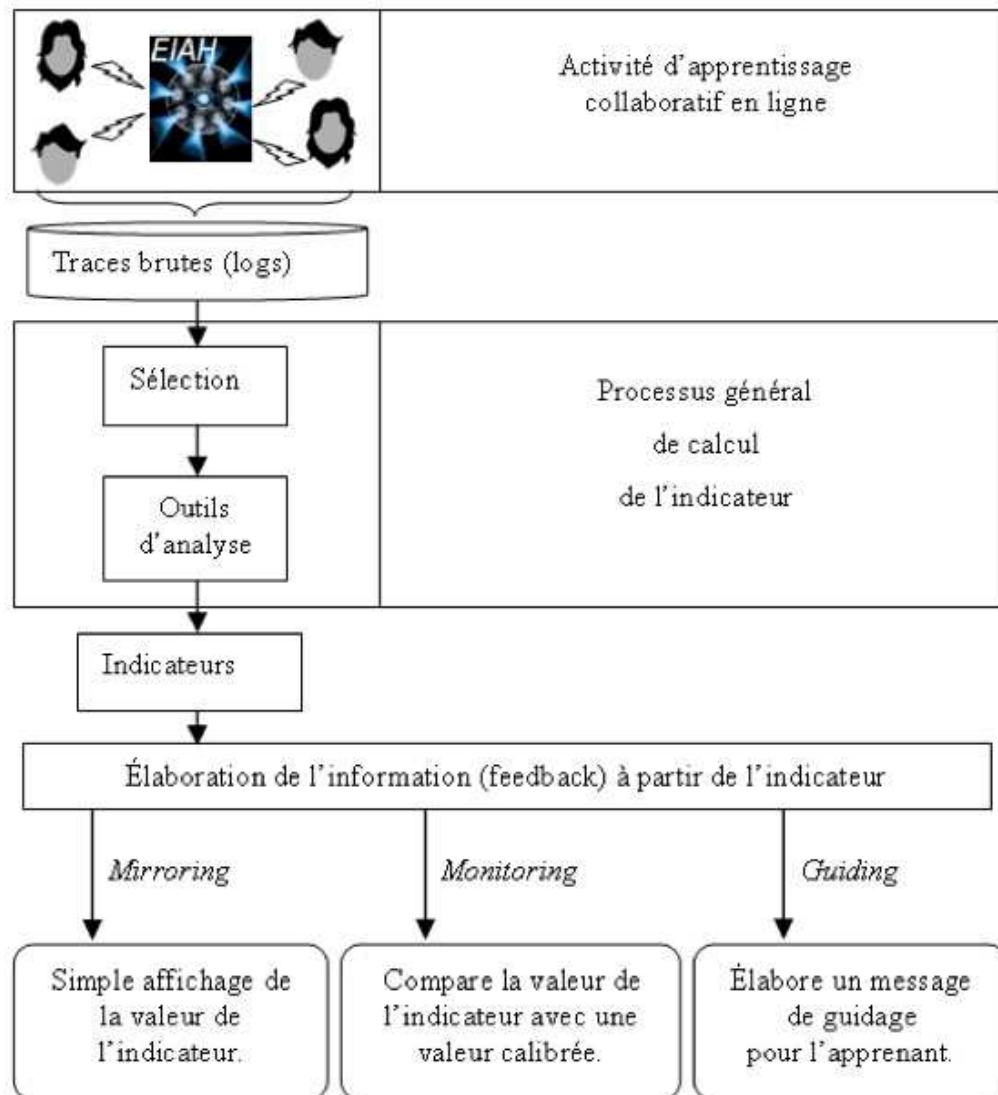 EIAH
Activité d'apprentissage
collaboratif en ligne
Traces brutes (logs)
Sélection
Processus général
de calcul
de l'indicateur
Outils
d'analyse
Indicateurs
Élaboration de l'information (feedback) à partir de l'indicateur
Mirroring
Monitoring
Guiding
Simple affichage de
la valeur de
l'indicateur.
Compare la valeur de
l'indicateur avec une
valeur calibrée.
Élabore un message
de guidage
pour l'apprenant.